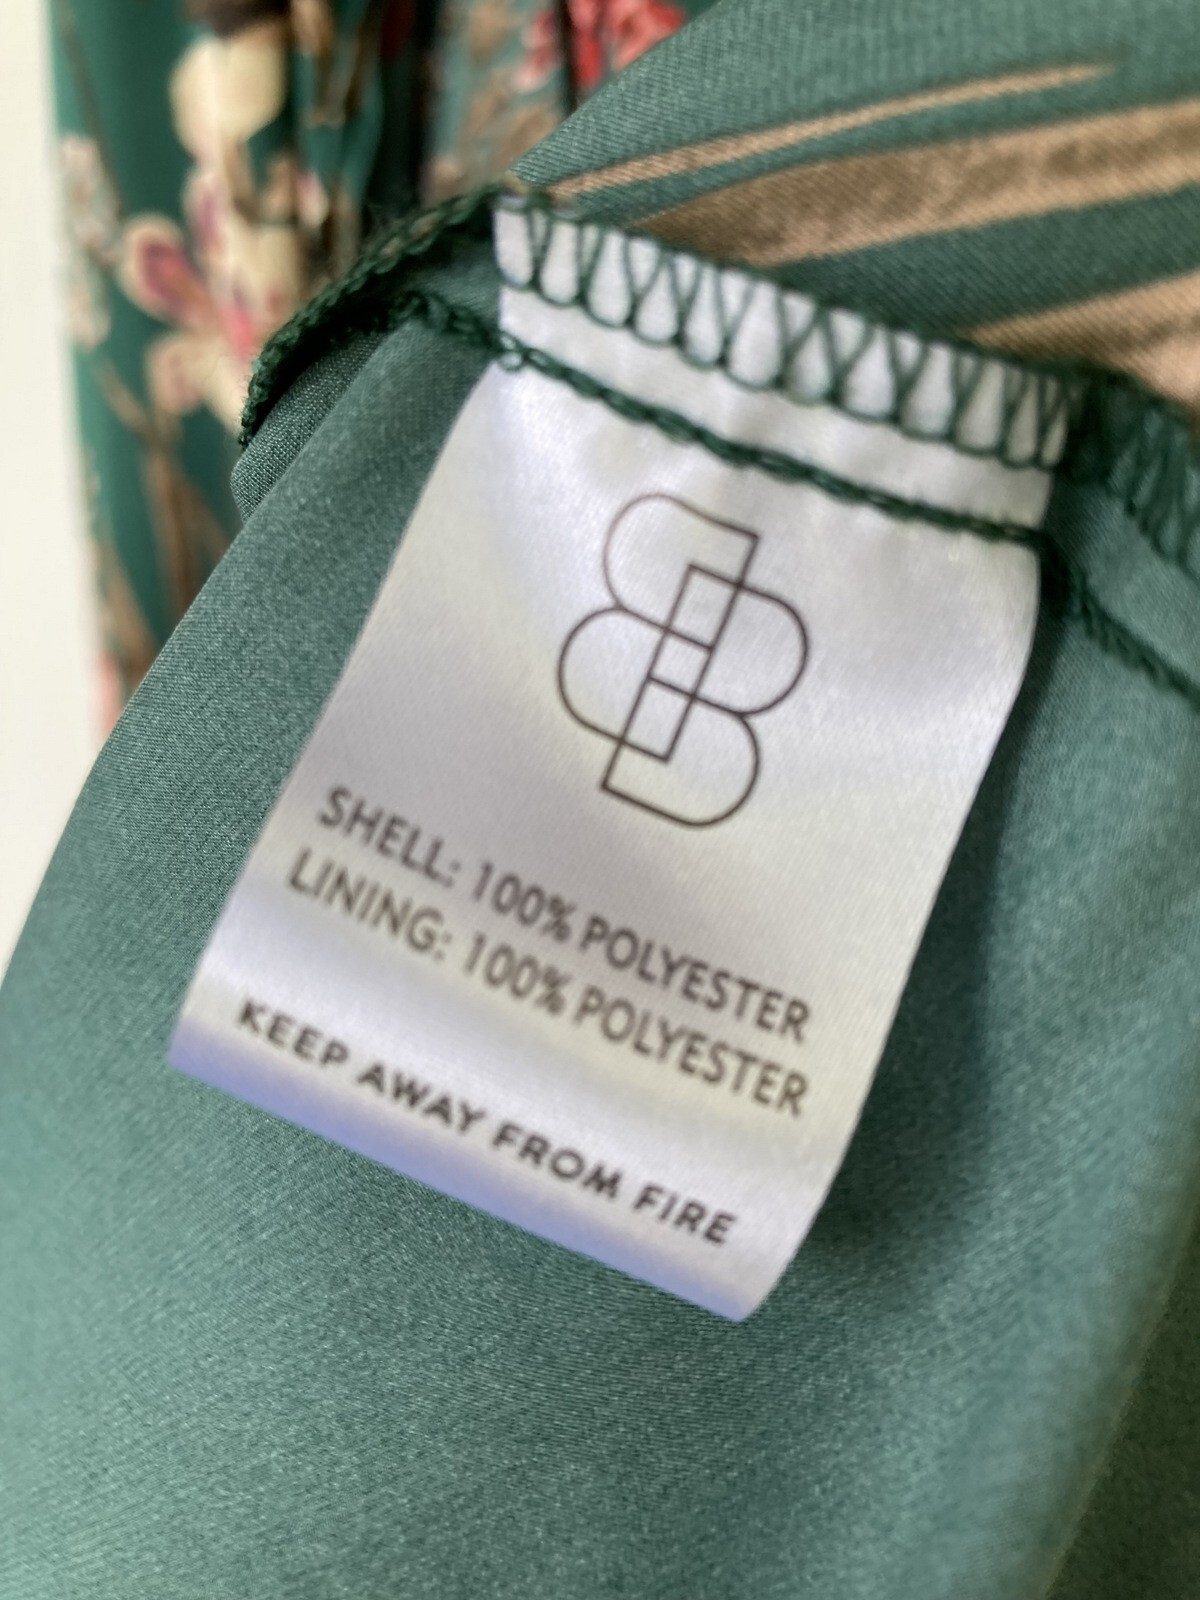 SHELL: 100% POLYESTER
LINING: 100% POLYESTER
KEEP AWAY FROM FIRE